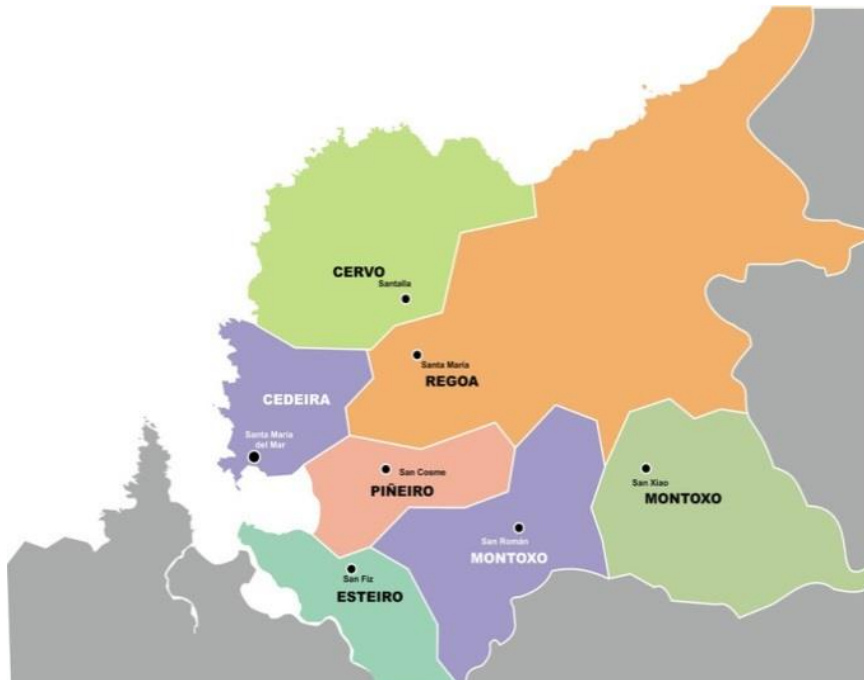 CERVO
Santalla
Santa María
REGOA
CEDEIRA
Santa María
del Mar
San Cosme
PIÑEIRO
San Xiao
MONTOXO
San Román
MONTOXO
San Fiz
ESTEIRO